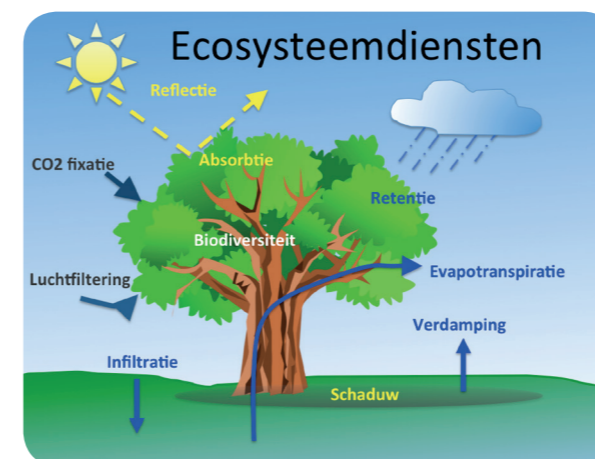 Ecosysteemdiensten
Reflectie
CO2 fixatie
Absorbtie
Retentie
Biodiversiteit
Luchtfiltering
Evapotranspiratie
Verdamping
Infiltratie
Schaduw